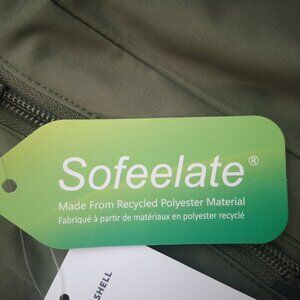 Sofeelate®
Made From Recycled Polyester Material
Fabriqué à partir de matériaux en polyester recyclé
SHELL